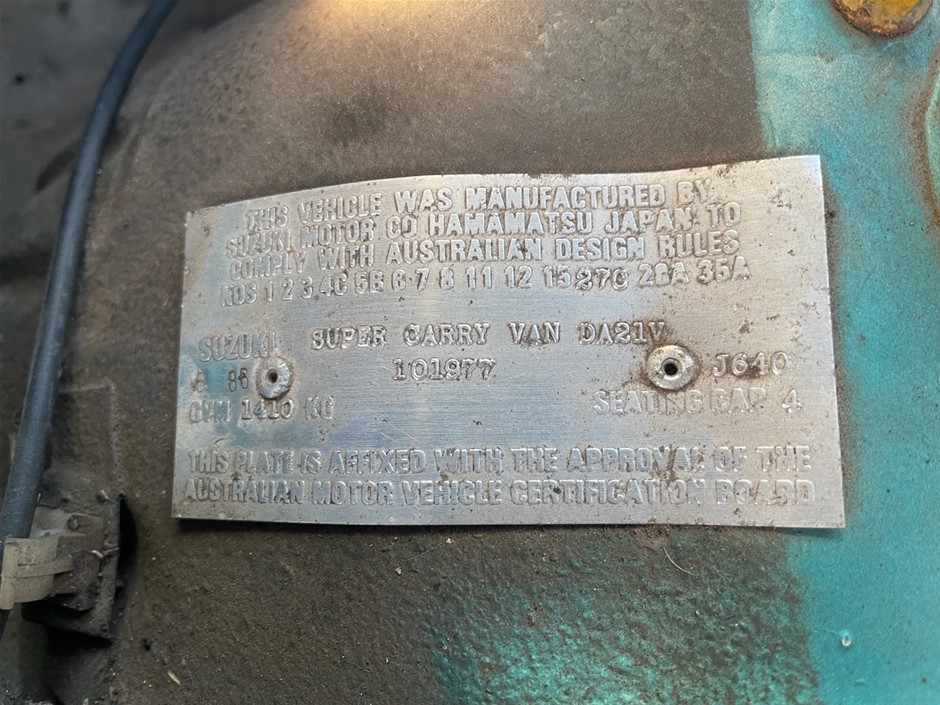 THIS VEHICLE WAS MANUFACTURED BY
SUZUKI MOTOR CO HAMAMATSU JAPAN TO
COMPLY WITH AUSTRALIAN DESIGN RULES
NOS 1 2 3 4C 5B 6 7 8 11 12 15 27C 28A 35A
SUZUKI SUPER CARRY VAN DA21V
86 101977 J640
GVM 1410 KG SEATING CAP 4
THIS PLATE IS AFFIXED WITH THE APPROVAL OF THE
AUSTRALIAN MOTOR VEHICLE CERTIFICATION BOARD